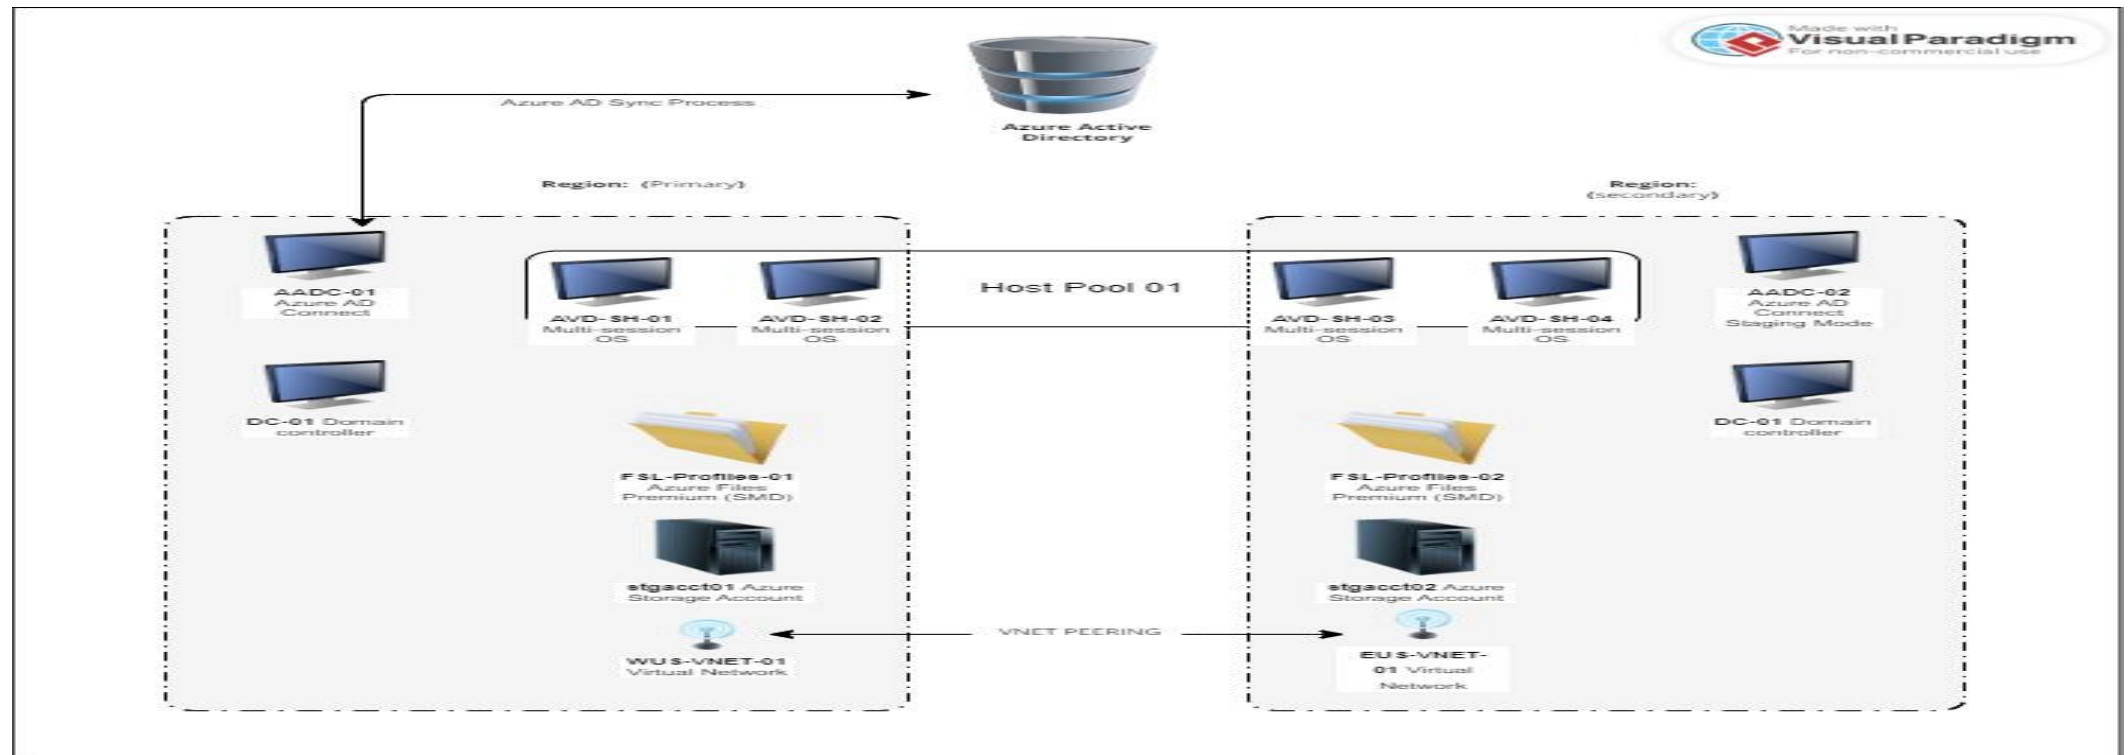 Made with
Visual Paradigm
For non-commercial use
Azure AD Sync Process
Azure Active
Directory
Region: (Primary)
Region:
(secondary)
AADC-01
Azure AD
Connect
AVD-SH-01
Multi-session
OS
AVD-SH-02
Multi-session
OS
Host Pool 01
AVD-SH-03
Multi-session
OS
AVD-SH-04
Multi-session
OS
AADC-02
Azure AD
Connect
Staging Mode
DC-01 Domain
controller
DC-01 Domain
controller
FSL-Profiles-01
Azure Files
Premium (SMD)
FSL-Profiles-02
Azure Files
Premium (SMD)
stgacct01 Azure
Storage Account
stgacct02 Azure
Storage Account
VNET PEERING
WUS-VNET-01
Virtual Network
EUS-VNET-
01 Virtual
Network